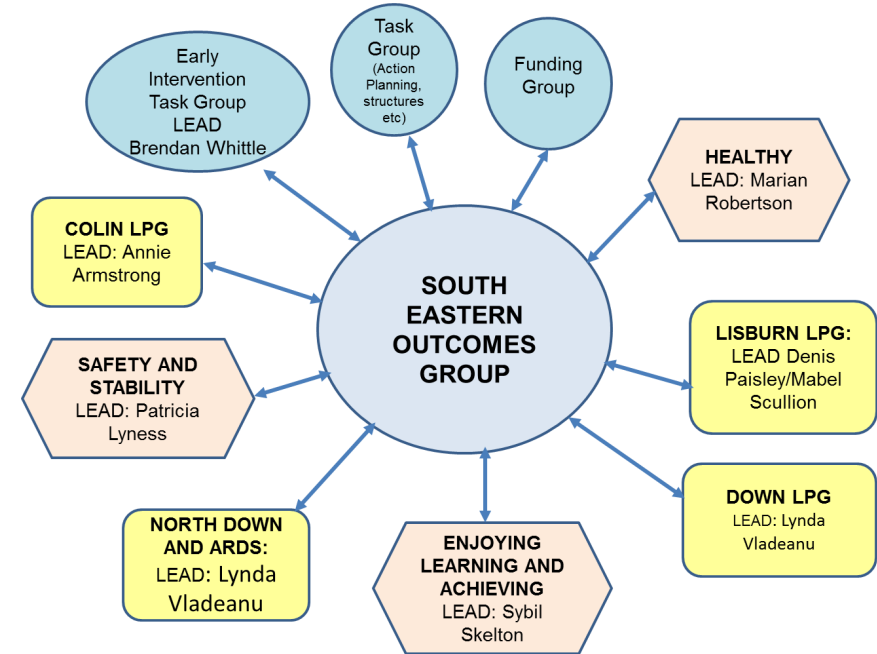 Early
Intervention
Task Group
LEAD
Brendan Whittle
Task
Group
(Action
Planning,
structures
etc)
Funding
Group
HEALTHY
LEAD: Marian
Robertson
COLIN LPG
LEAD: Annie
Armstrong
SOUTH
EASTERN
OUTCOMES
GROUP
LISBURN LPG:
LEAD Denis
Paisley/Mabel
Scullion
SAFETY AND
STABILITY
LEAD: Patricia
Lyness
DOWN LPG
LEAD: Lynda
Vladeanu
NORTH DOWN
AND ARDS:
LEAD: Lynda
Vladeanu
ENJOYING
LEARNING AND
ACHIEVING
LEAD: Sybil
Skelton